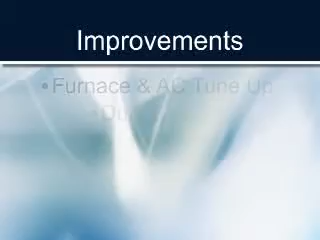 Improvements
• Furnace & AC Tune Up